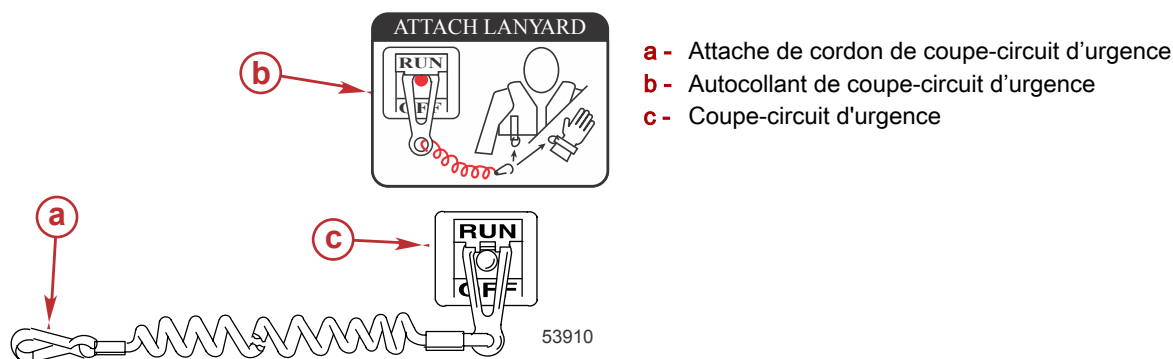 ATTACH LANYARD
RUN
OFF
b
a - Attache de cordon de coupe-circuit d’urgence
b - Autocollant de coupe-circuit d’urgence
c - Coupe-circuit d'urgence
a
c
RUN
OFF
53910